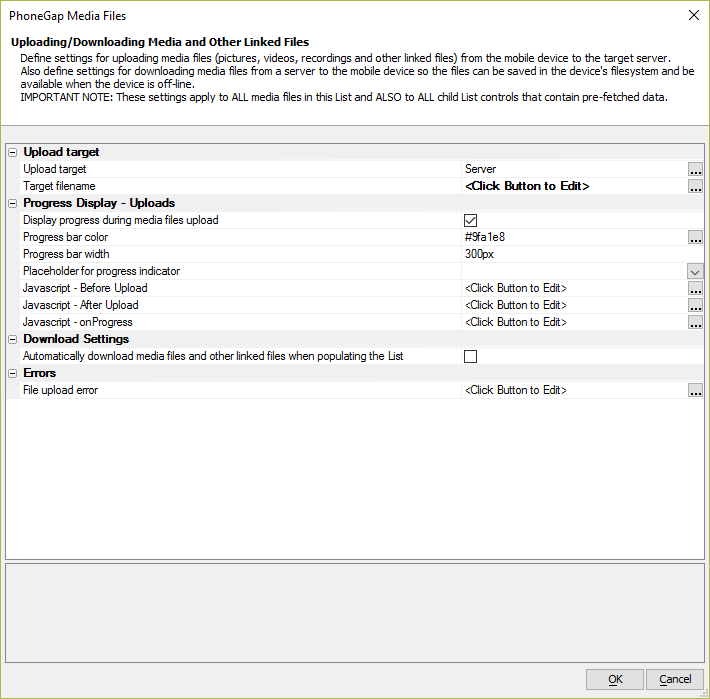 PhoneGap Media Files
Uploading/Downloading Media and Other Linked Files
Define settings for uploading media files (pictures, videos, recordings and other linked files) from the mobile device to the target server.
Also define settings for downloading media files from a server to the mobile device so the files can be saved in the device's filesystem and be
available when the device is off-line.
IMPORTANT NOTE: These settings apply to ALL media files in this List and ALSO to ALL child List controls that contain pre-fetched data.
Upload target
Upload target Server ...
Target filename <Click Button to Edit> ...
Progress Display - Uploads
Display progress during media files upload
Progress bar color #9fa1e8 ...
Progress bar width 300px
Placeholder for progress indicator
Javascript - Before Upload <Click Button to Edit> ...
Javascript - After Upload <Click Button to Edit> ...
Javascript - onProgress <Click Button to Edit> ...
Download Settings
Automatically download media files and other linked files when populating the List
Errors
File upload error <Click Button to Edit> ...
OK Cancel